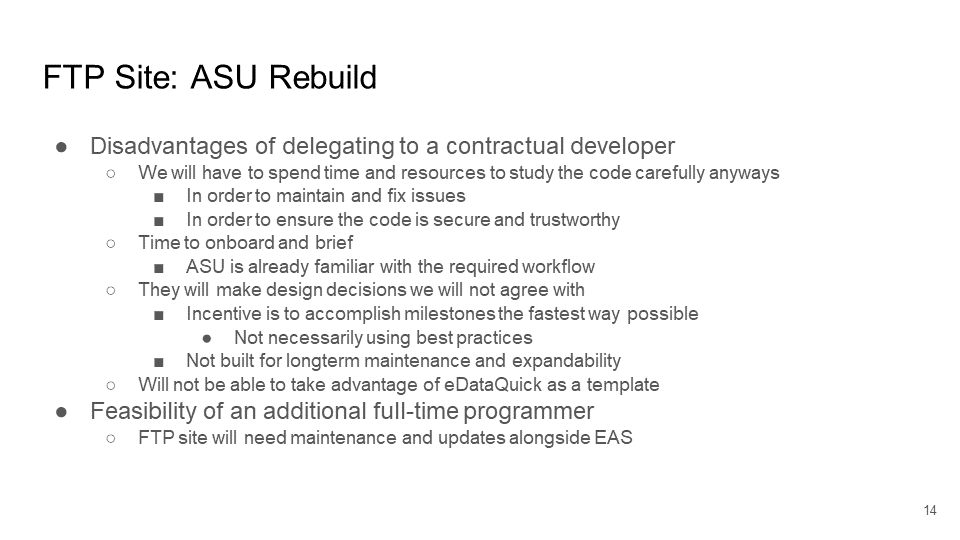 FTP Site: ASU Rebuild
● Disadvantages of delegating to a contractual developer
○ We will have to spend time and resources to study the code carefully anyways
■ In order to maintain and fix issues
■ In order to ensure the code is secure and trustworthy
○ Time to onboard and brief
■ ASU is already familiar with the required workflow
○ They will make design decisions we will not agree with
■ Incentive is to accomplish milestones the fastest way possible
● Not necessarily using best practices
■ Not built for longterm maintenance and expandability
○ Will not be able to take advantage of eDataQuick as a template
● Feasibility of an additional full-time programmer
○ FTP site will need maintenance and updates alongside EAS
14